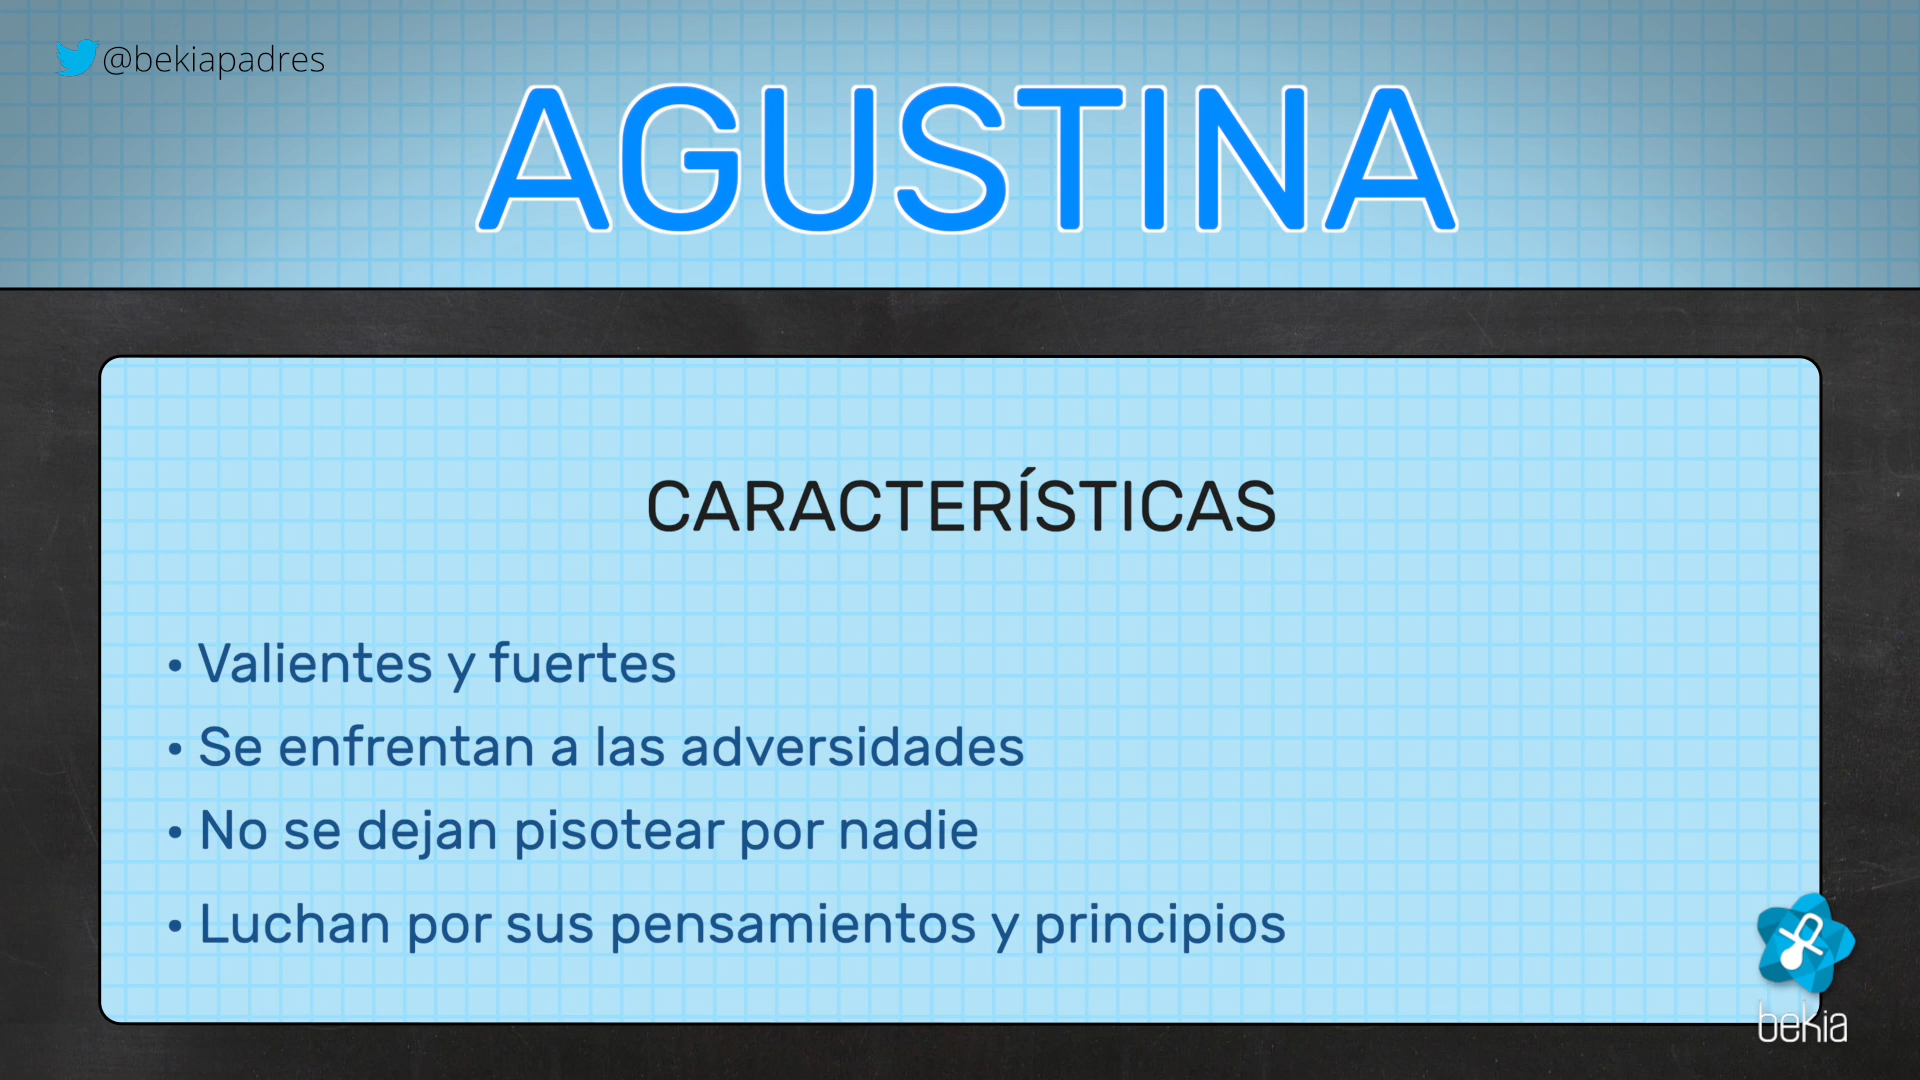 @bekiapadres
AGUSTINA
CARACTERÍSTICAS
• Valientes y fuertes
• Se enfrentan a las adversidades
• No se dejan pisotear por nadie
• Luchan por sus pensamientos y principios
bekia